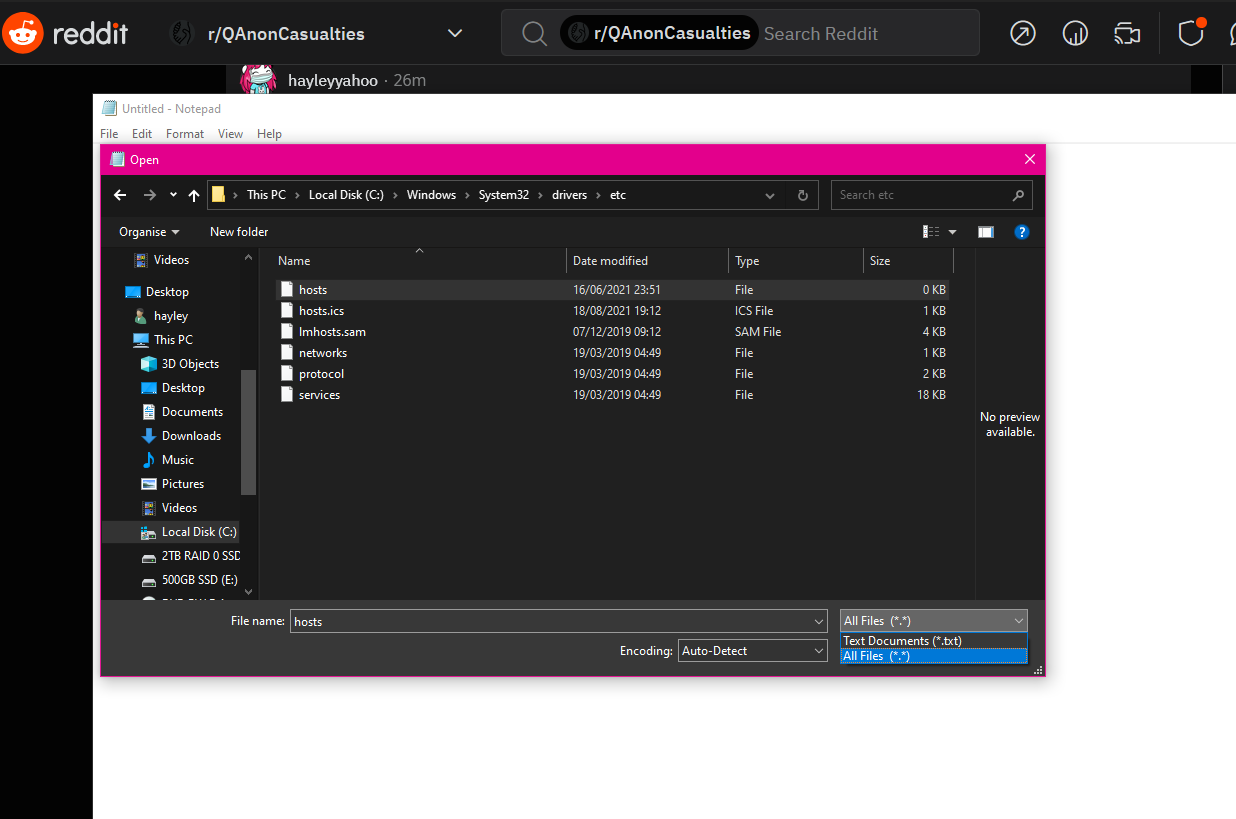 reddit r/QAnonCasualties r/QAnonCasualties Search Reddit
hayleyyahoo · 26m
Untitled - Notepad
File Edit Format View Help
Open
This PC › Local Disk (C:) › Windows › System32 › drivers › etc
Search etc
Organise New folder
Videos
Desktop
hayley
This PC
3D Objects
Desktop
Documents
Downloads
Music
Pictures
Videos
Local Disk (C:)
2TB RAID 0 SSD
500GB SSD (E:)
Name Date modified Type Size
hosts 16/06/2021 23:51 File 0 KB
hosts.ics 18/08/2021 19:12 ICS File 1 KB
lmhosts.sam 07/12/2019 09:12 SAM File 4 KB
networks 19/03/2019 04:49 File 1 KB
protocol 19/03/2019 04:49 File 2 KB
services 19/03/2019 04:49 File 18 KB
No preview
available.
File name: hosts
All Files (*.*)
Text Documents (*.txt)
All Files (*.*)
Encoding: Auto-Detect